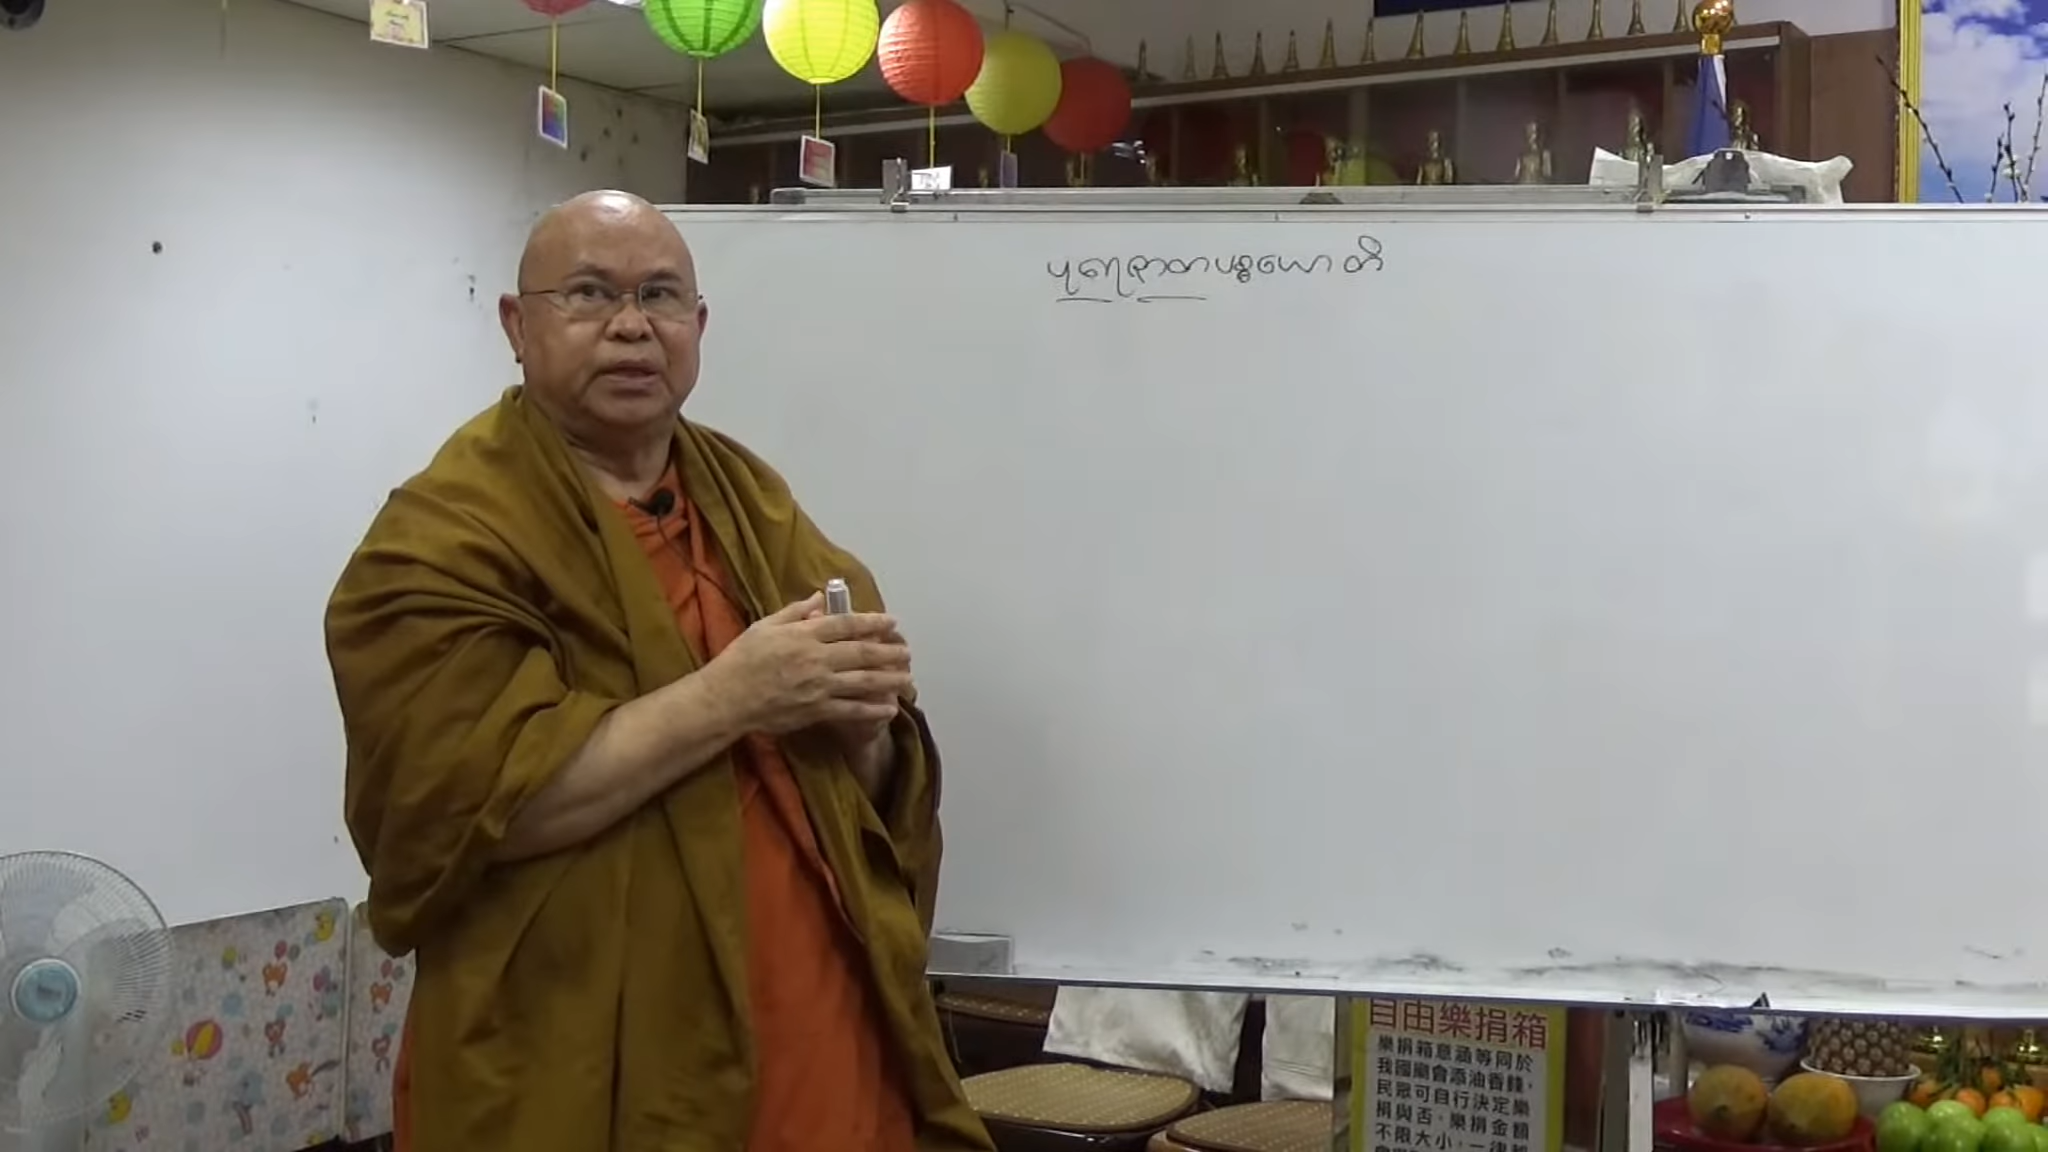 ပုရေဇာတပစ္စယောတိ
自由樂捐箱
樂捐箱意涵等同於
我國廟會添油香錢，
民眾可自行決定樂
捐與否，樂捐金額
不限大小，一律